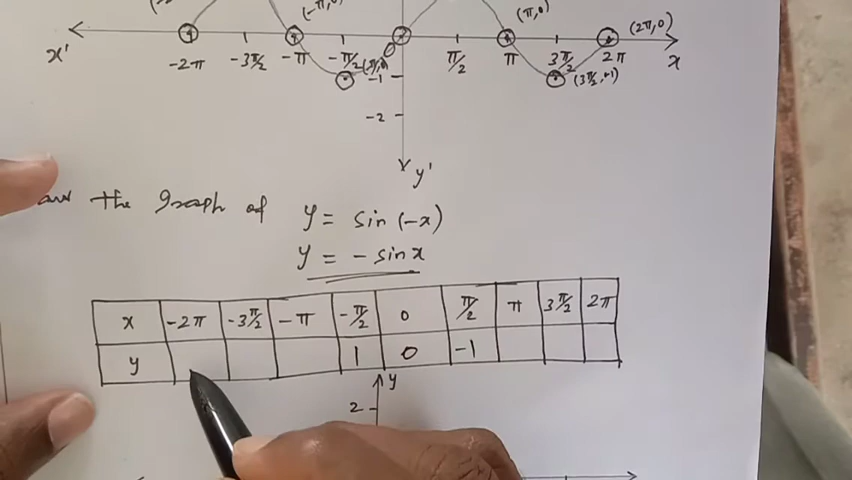 (-π,0) (π,0) (2π,0)
x' -2π -3π/2 -π -π/2 -1 π/2 π 3π/2 2π x
(3π/2,-1)
-2
y'
the graph of y = sin(-x)
y = - sin x
x -2π -3π/2 -π -π/2 0 π/2 π 3π/2 2π
y 1 0 -1
y
2